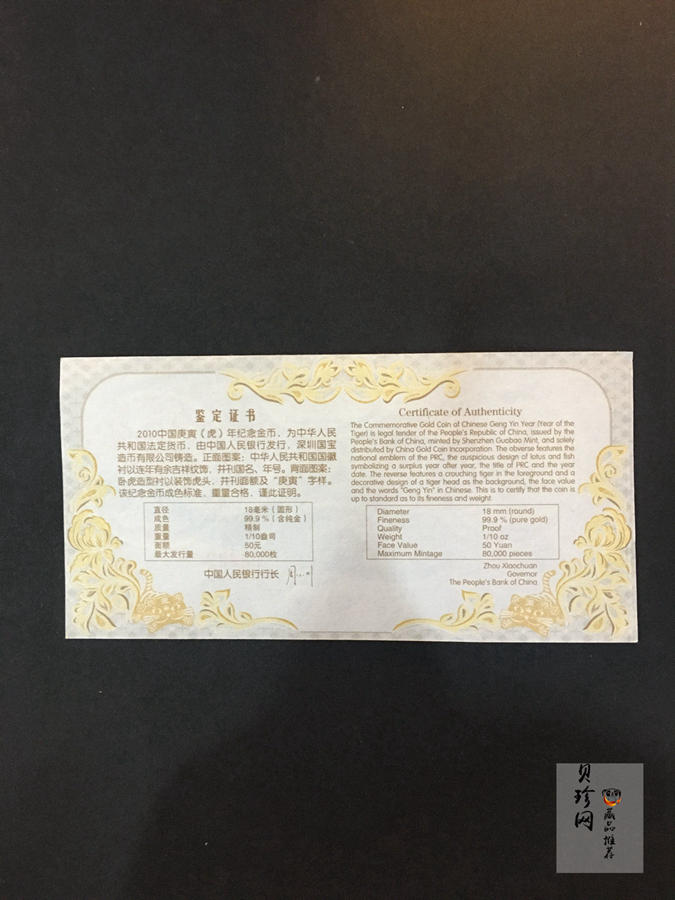 鉴定证书
2010中国庚寅（虎）年纪念金币，为中华人民
共和国法定货币，由中国人民银行发行，深圳国宝
造币有限公司铸造。正面图案：中华人民共和国国徽
衬以连年有余吉祥纹饰，并刊国名、年号。背面图案：
卧虎造型衬以装饰虎头，并刊面额及“庚寅”字样。
该纪念金币成色标准，重量合格，谨此证明。
直径 18毫米（圆形）
成色 99.9％（含纯金）
质量 精制
重量 1/10盎司
面额 50元
最大发行量 80,000枚
中国人民银行行长
Certificate of Authenticity
The Commemorative Gold Coin of Chinese Geng Yin Year (Year of the
Tiger) is legal tender of the People's Republic of China, issued by the
People's Bank of China, minted by Shenzhen Guobao Mint, and solely
distributed by China Gold Coin Incorporation. The obverse features the
national emblem of the PRC, the auspicious design of lotus and fish
symbolizing a surplus year after year, the title of PRC and the year
date. The reverse features a crouching tiger in the foreground and a
decorative design of a tiger head as the background, the face value
and the words "Geng Yin" in Chinese. This is to certify that the coin is
up to standard as to its fineness and weight.
Diameter 18 mm (round)
Fineness 99.9 % (pure gold)
Quality Proof
Weight 1/10 oz
Face Value 50 Yuan
Maximum Mintage 80,000 pieces
Zhou Xiaochuan
Governor
The People's Bank of China
贝珍网
藏品推荐